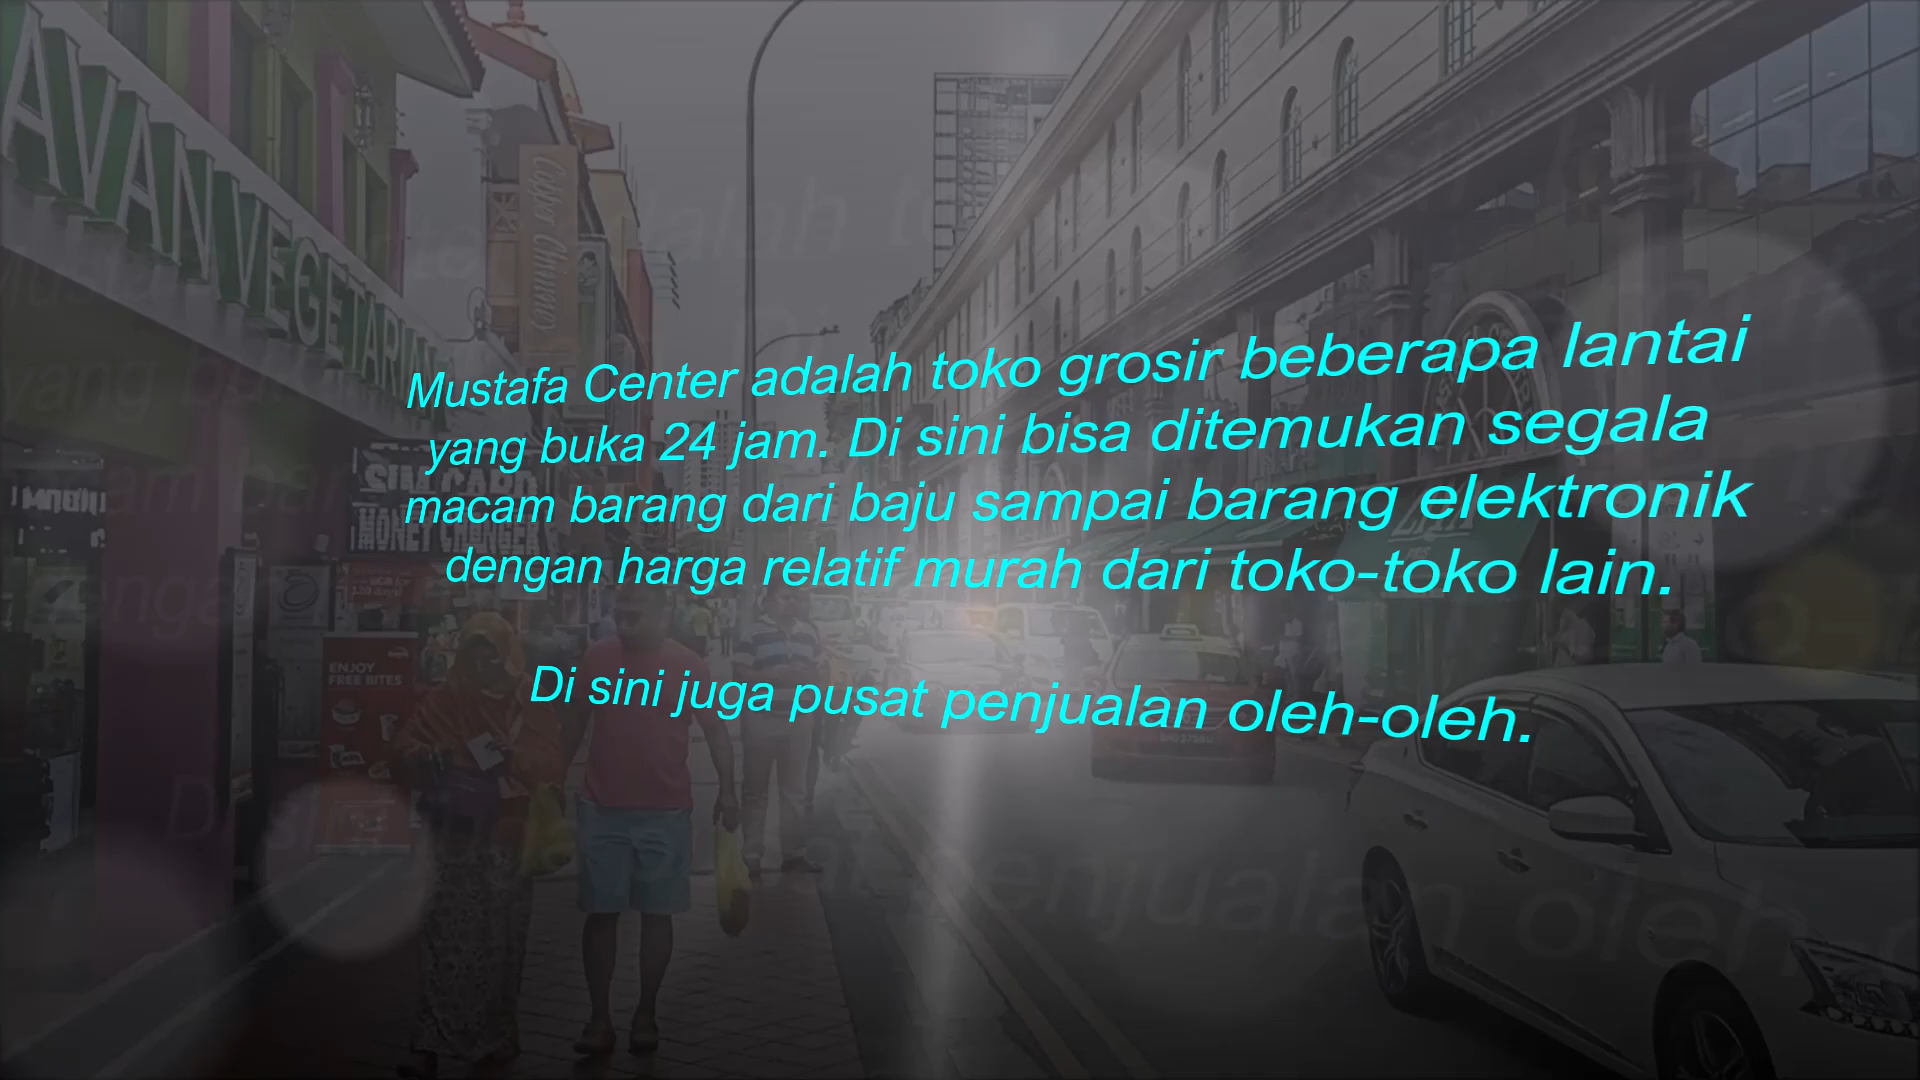 Mustafa Center adalah toko grosir beberapa lantai
yang buka 24 jam. Di sini bisa ditemukan segala
macam barang dari baju sampai barang elektronik
dengan harga relatif murah dari toko-toko lain.
Di sini juga pusat penjualan oleh-oleh.
AVAN VEGETARIAN
SIM CARD
MONEY CHANGER
ENJOY
FREE BITES